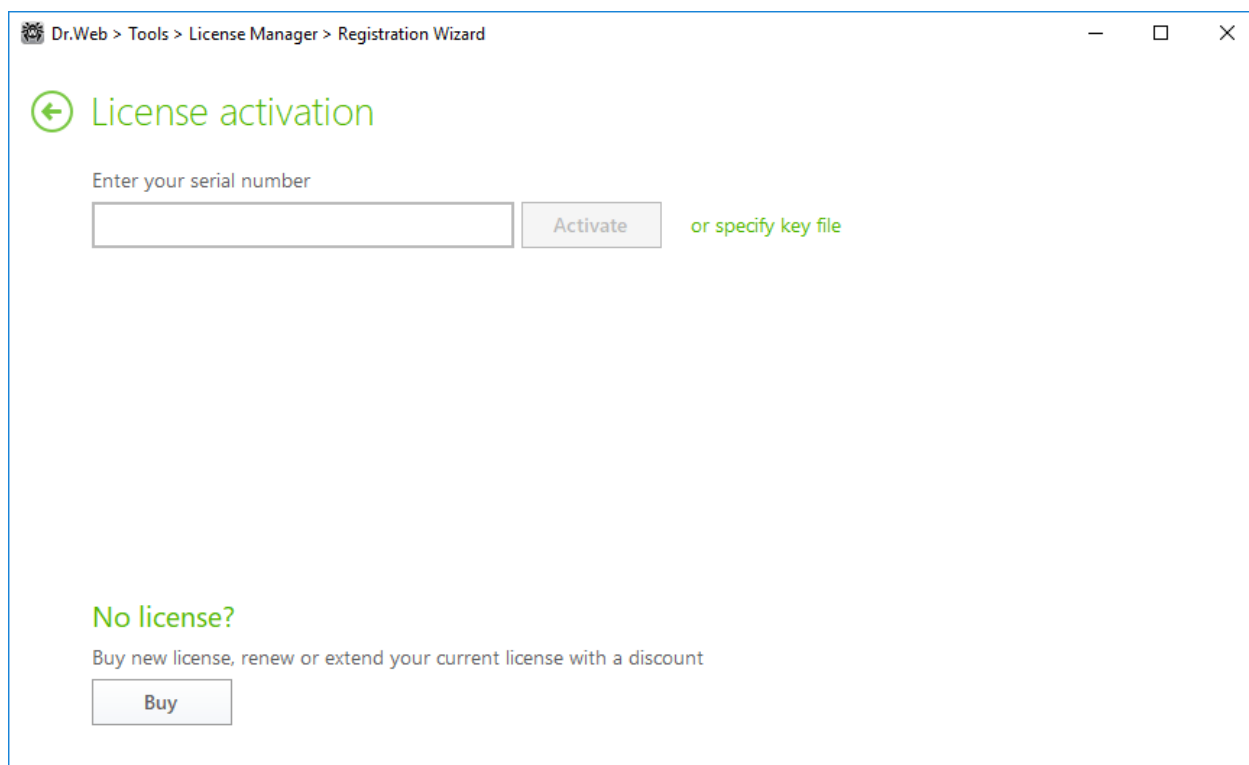 Dr.Web > Tools > License Manager > Registration Wizard
License activation
Enter your serial number
Activate
or specify key file
No license?
Buy new license, renew or extend your current license with a discount
Buy